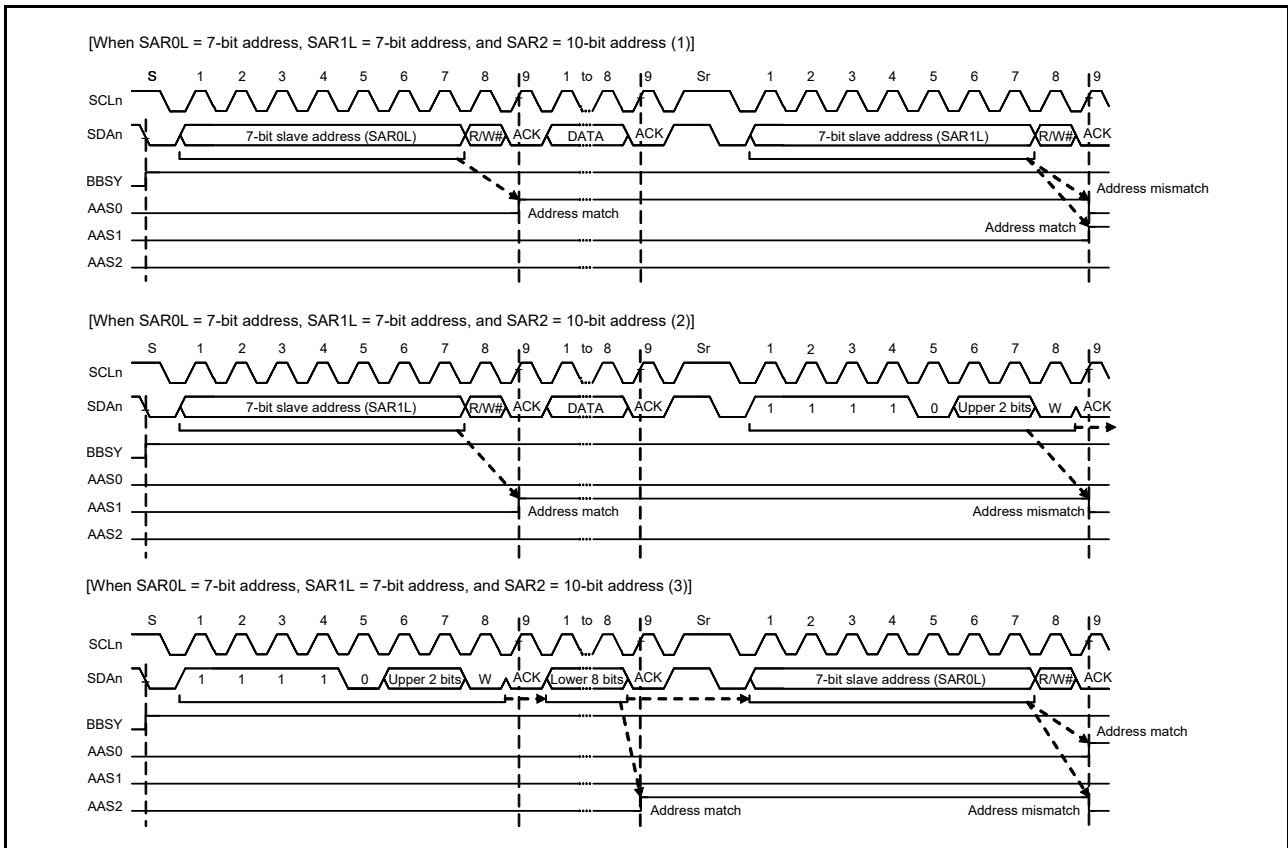 [When SAR0L = 7-bit address, SAR1L = 7-bit address, and SAR2 = 10-bit address (1)]
S 1 2 3 4 5 6 7 8 9 1 to 8 9 Sr 1 2 3 4 5 6 7 8 9
SCLn
SDAn 7-bit slave address (SAR0L) R/W# ACK DATA ACK 7-bit slave address (SAR1L) R/W# ACK
BBSY
Address mismatch
AAS0
Address match
Address match
AAS1
AAS2
[When SAR0L = 7-bit address, SAR1L = 7-bit address, and SAR2 = 10-bit address (2)]
S 1 2 3 4 5 6 7 8 9 1 to 8 9 Sr 1 2 3 4 5 6 7 8 9
SCLn
SDAn 7-bit slave address (SAR1L) R/W# ACK DATA ACK 1 1 1 1 0 Upper 2 bits W ACK
BBSY
AAS0
AAS1
Address match Address mismatch
AAS2
[When SAR0L = 7-bit address, SAR1L = 7-bit address, and SAR2 = 10-bit address (3)]
S 1 2 3 4 5 6 7 8 9 1 to 8 9 Sr 1 2 3 4 5 6 7 8 9
SCLn
SDAn 1 1 1 1 0 Upper 2 bits W ACK Lower 8 bits ACK 7-bit slave address (SAR0L) R/W# ACK
BBSY
Address match
AAS0
AAS1
AAS2
Address match Address mismatch